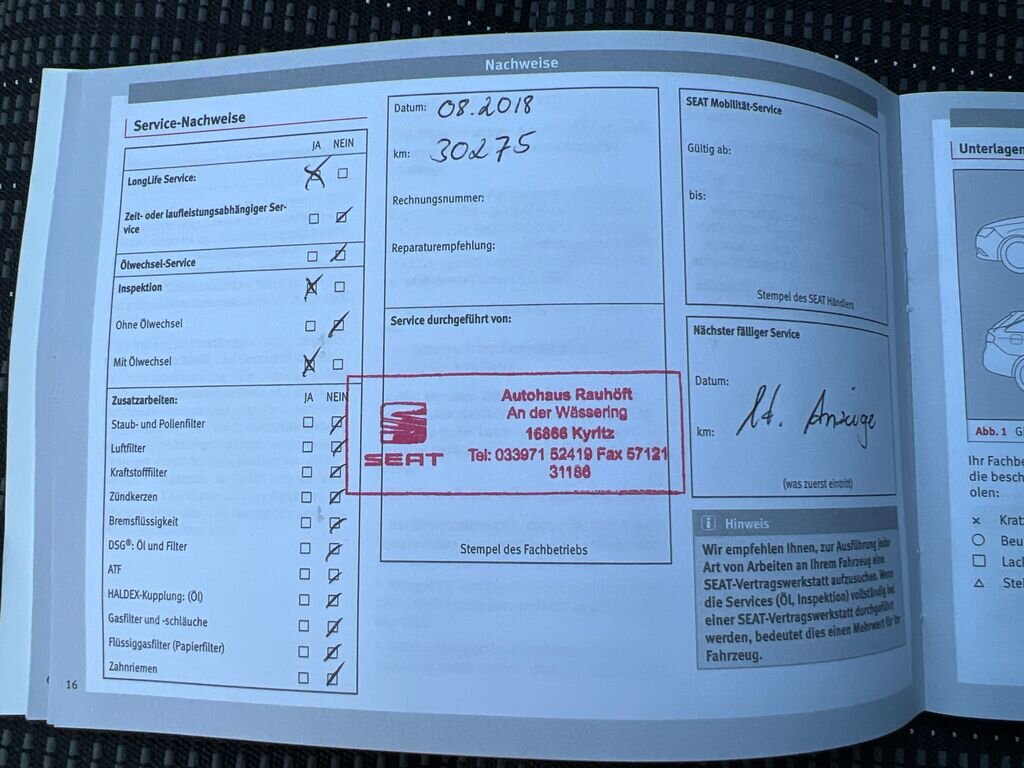 Nachweise
Service-Nachweise
JA NEIN
LongLife Service:
Zeit- oder laufleistungsabhängiger Ser-
vice
Ölwechsel-Service
Inspektion
Ohne Ölwechsel
Mit Ölwechsel
Zusatzarbeiten: JA NEIN
Staub- und Pollenfilter
Luftfilter
Kraftstofffilter
Zündkerzen
Bremsflüssigkeit
DSG®: Öl und Filter
ATF
HALDEX-Kupplung: (Öl)
Gasfilter und -schläuche
Flüssiggasfilter (Papierfilter)
Zahnriemen
16
Datum: 08.2018
km: 30275
Rechnungsnummer:
Reparaturempfehlung:
Service durchgeführt von:
SEAT
Autohaus Rauhöft
An der Wässering
16866 Kyritz
Tel: 033971 52419 Fax 57121
31186
Stempel des Fachbetriebs
SEAT Mobilität-Service
Gültig ab:
bis:
Stempel des SEAT Händlers
Nächster fälliger Service
Datum:
km:
lt. Anzeige
(was zuerst eintritt)
i Hinweis
Wir empfehlen Ihnen, zur Ausführung jeder
Art von Arbeiten an Ihrem Fahrzeug eine
SEAT-Vertragswerkstatt aufzusuchen. Wenn
die Services (Öl, Inspektion) vollständig bei
einer SEAT-Vertragswerkstatt durchgeführt
werden, bedeutet dies einen Mehrwert für Ihr
Fahrzeug.
Unterlagen
Abb. 1
Ihr Fachbe
die besch
olen:
Krat
Beu
Lac
Ste